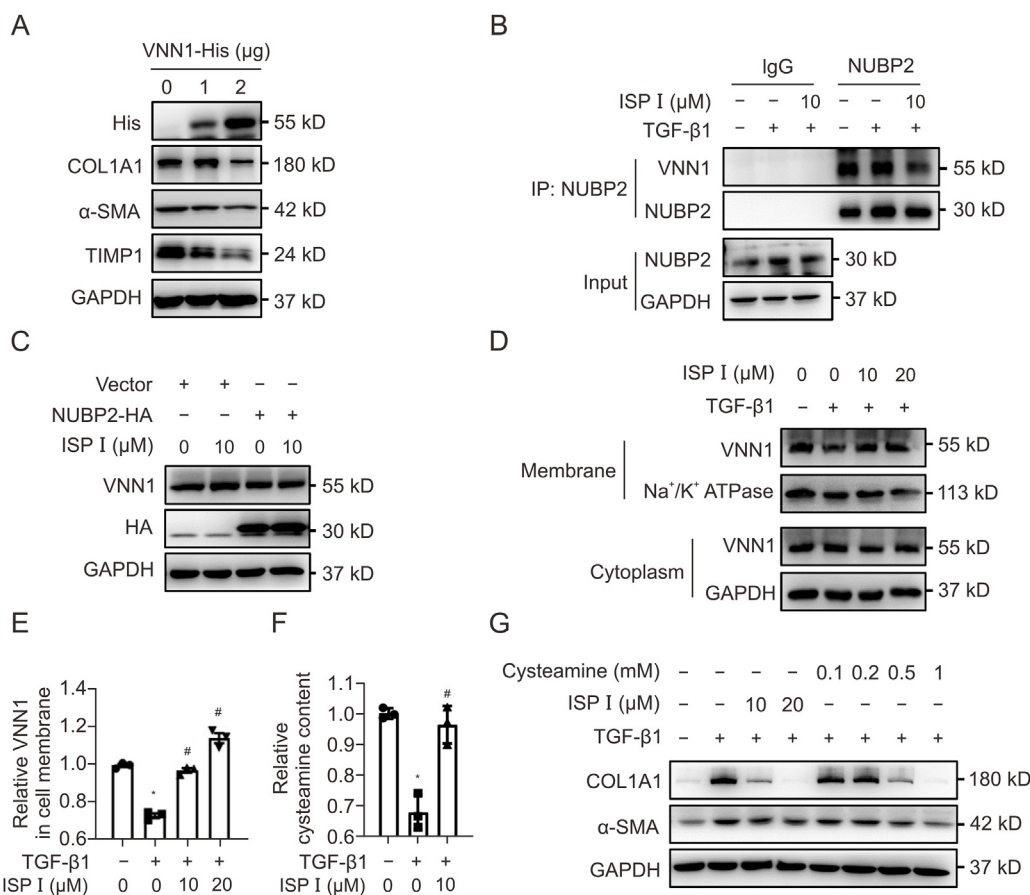 A
VNN1-His (μg)
0 1 2
His 55 kD
COL1A1 180 kD
α-SMA 42 kD
TIMP1 24 kD
GAPDH 37 kD
B
IgG NUBP2
ISP Ⅰ (μM) – – 10 – – 10
TGF-β1 – + + – + +
IP: NUBP2
VNN1 55 kD
NUBP2 30 kD
Input
NUBP2 30 kD
GAPDH 37 kD
C
Vector + + – –
NUBP2-HA – – + +
ISP Ⅰ (μM) 0 10 0 10
VNN1 55 kD
HA 30 kD
GAPDH 37 kD
D
ISP Ⅰ (μM) 0 0 10 20
TGF-β1 – + + +
Membrane
VNN1 55 kD
Na⁺/K⁺ ATPase 113 kD
Cytoplasm
VNN1 55 kD
GAPDH 37 kD
E
Relative VNN1
in cell membrane
1.4
1.2
1.0
0.8
0.6
* # #
TGF-β1 – + + +
ISP Ⅰ (μM) 0 0 10 20
F
Relative
cysteamine content
1.1
1.0
0.9
0.8
0.7
0.6
* #
TGF-β1 – + +
ISP Ⅰ (μM) 0 0 10
G
Cysteamine (mM) – – – – 0.1 0.2 0.5 1
ISP Ⅰ (μM) – – 10 20 – – – –
TGF-β1 – + + + + + + +
COL1A1 180 kD
α-SMA 42 kD
GAPDH 37 kD